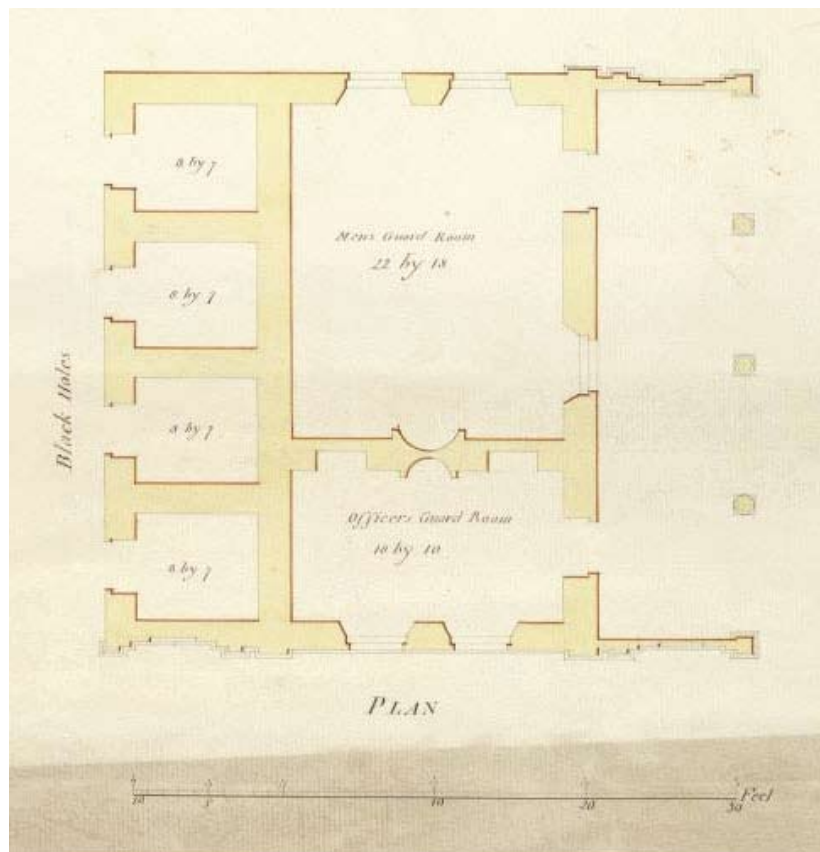 8 by 7
Mens Guard Room
22 by 18
8 by 7
Black Holes
8 by 7
Officers Guard Room
18 by 10
8 by 7
PLAN
10 5 10 20 30 Feet